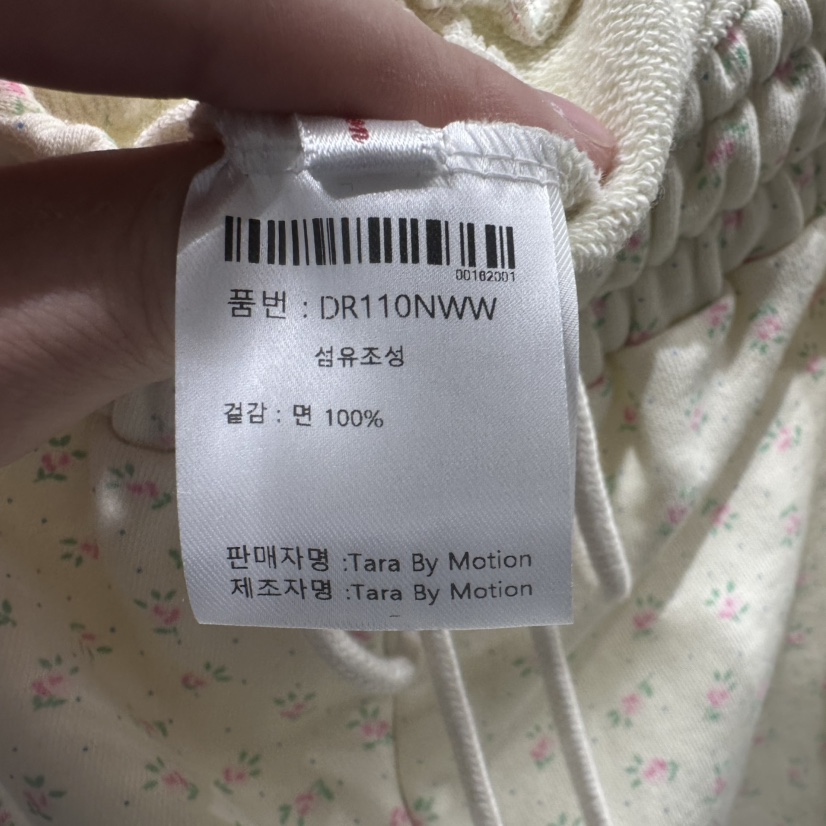 00162001
품번 : DR110NWW
섬유조성
겉감 : 면 100%
판매자명 :Tara By Motion
제조자명 :Tara By Motion